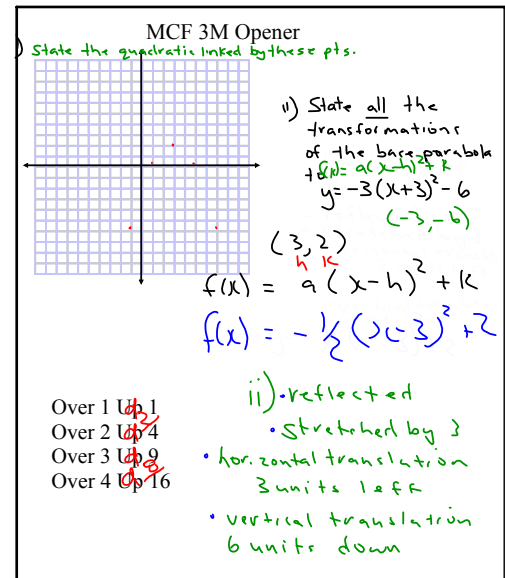 MCF 3M Opener
) State the quadratic linked by these pts.
ii) State all the
transformations
of the base parabola
to
f(x) = a(x-h)² + k
y = -3(x+3)² - 6
(-3, -6)
(3, 2)
h k
f(x) = a(x-h)² + k
f(x) = - 1/2 (x-3)² + 2
Over 1 Up 1
Over 2 Up 4
Over 3 Up 9
Over 4 Up 16
ii) • reflected
• stretched by 3
• horizontal translation
3 units left
• vertical translation
6 units down